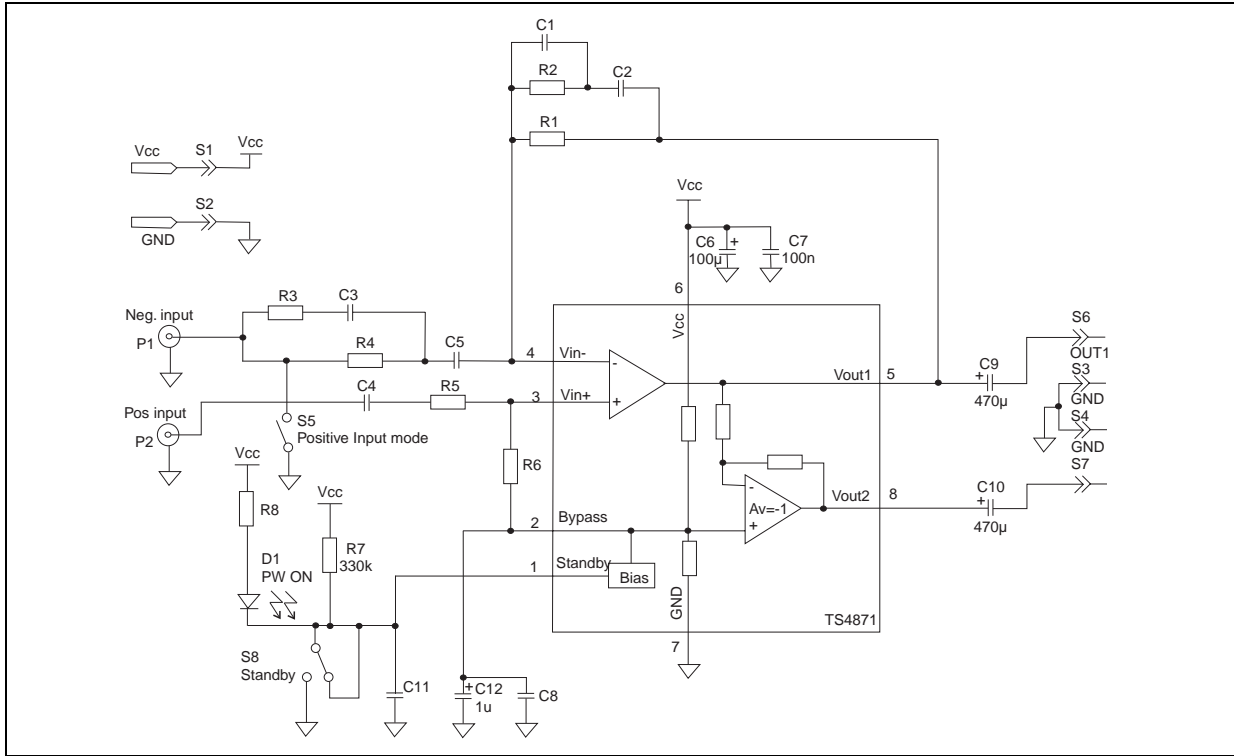 C1
R2
C2
R1
Vcc
S1
Vcc
S2
GND
Vcc
C6
+
100µ
C7
100n
6
Vcc
Neg. input
P1
R3
C3
R4
C5
4
Vin-
-
Pos input
P2
C4
R5
3
Vin+
+
S5
Positive Input mode
R6
Vout1
5
C9
+
470µ
S6
OUT1
S3
GND
S4
GND
S7
Vout2
8
C10
+
470µ
-
Av=-1
+
2
Bypass
1
Standby
Bias
GND
TS4871
7
Vcc
R8
Vcc
R7
330k
D1
PW ON
S8
Standby
C11
+
C12
1u
C8